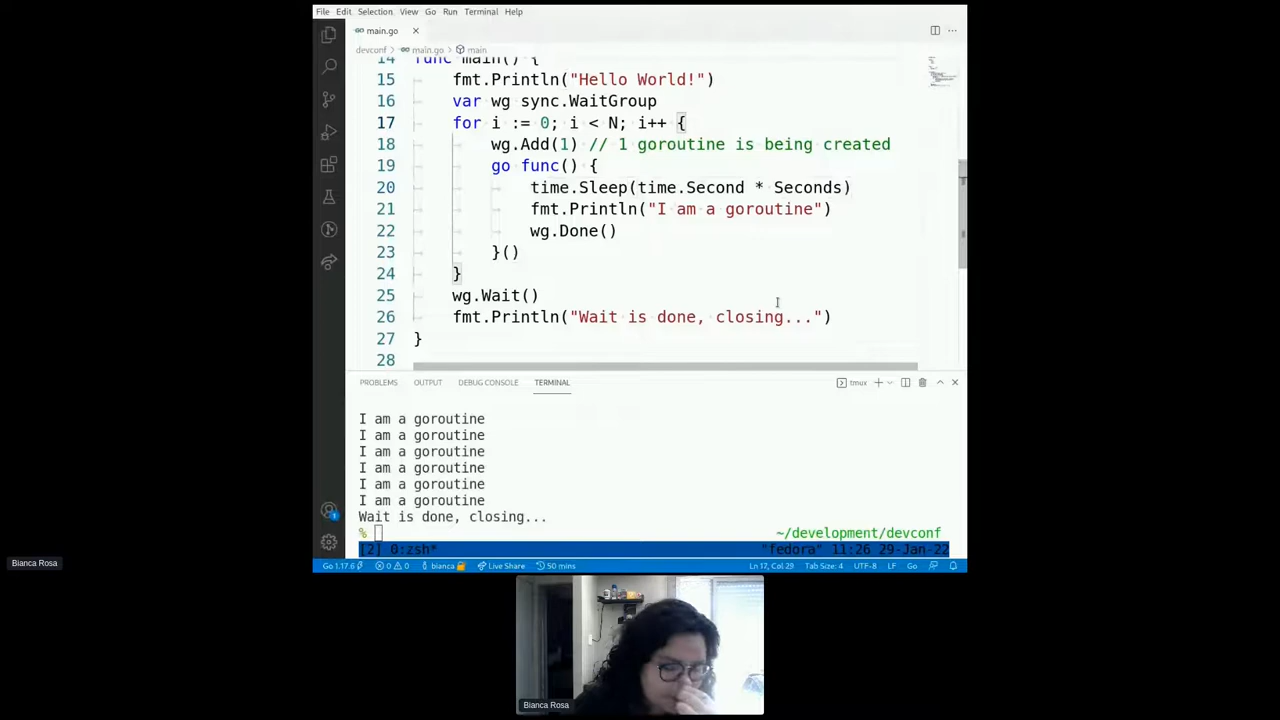 File Edit Selection View Go Run Terminal Help
main.go
devconf main.go main
14 func main() {
15 fmt.Println("Hello World!")
16 var wg sync.WaitGroup
17 for i := 0; i < N; i++ {
18 wg.Add(1) // 1 goroutine is being created
19 go func() {
20 time.Sleep(time.Second * Seconds)
21 fmt.Println("I am a goroutine")
22 wg.Done()
23 }()
24 }
25 wg.Wait()
26 fmt.Println("Wait is done, closing...")
27 }
28
PROBLEMS OUTPUT DEBUG CONSOLE TERMINAL tmux
I am a goroutine
I am a goroutine
I am a goroutine
I am a goroutine
I am a goroutine
I am a goroutine
Wait is done, closing...
% ~/development/devconf
[2] 0:zsh* "fedora" 11:26 29-Jan-22
Go 1.17.6 0 0 bianca Live Share 50 mins Ln 17, Col 29 Tab Size: 4 UTF-8 LF Go
Bianca Rosa
Bianca Rosa